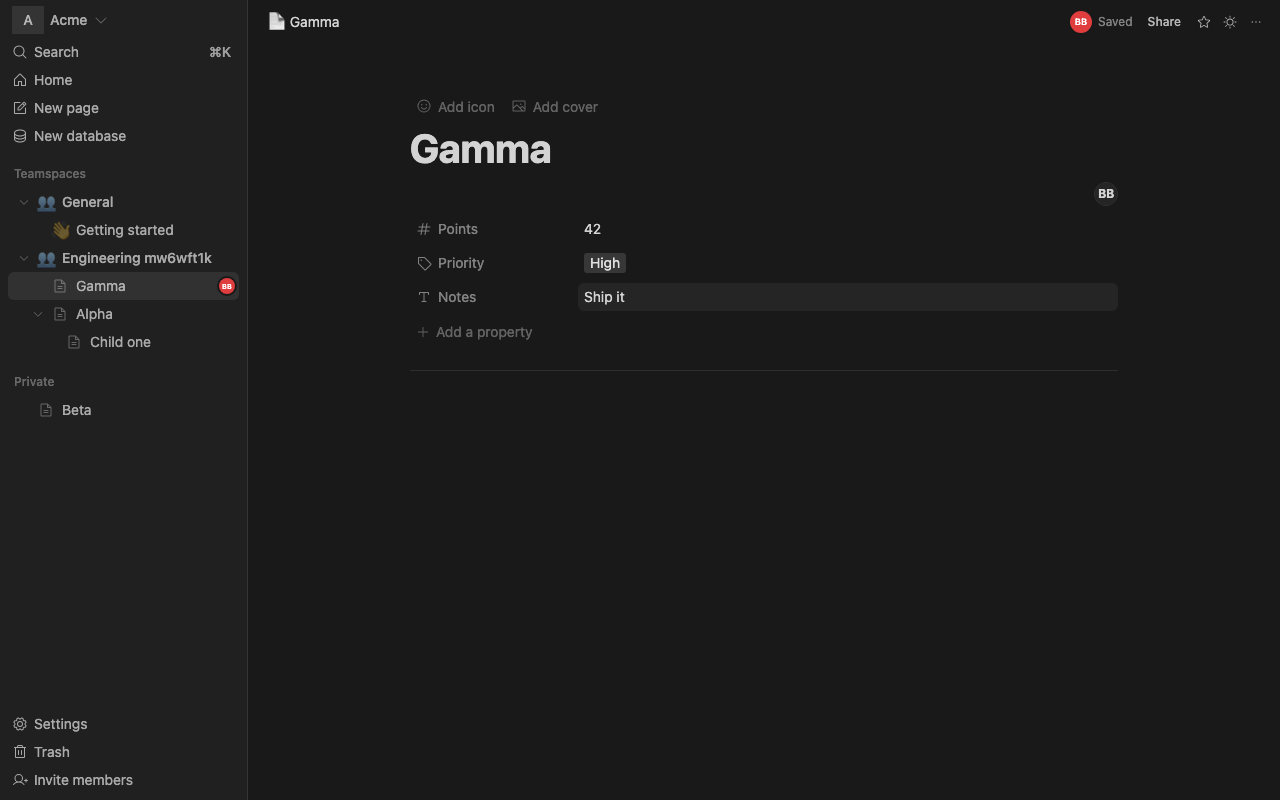 A Acme
Search ⌘K
Home
New page
New database
Teamspaces
General
Getting started
Engineering mw6wft1k
Gamma BB
Alpha
Child one
Private
Beta
Settings
Trash
Invite members
Gamma
BB Saved Share
Add icon Add cover
Gamma
BB
Points 42
Priority High
Notes Ship it
Add a property